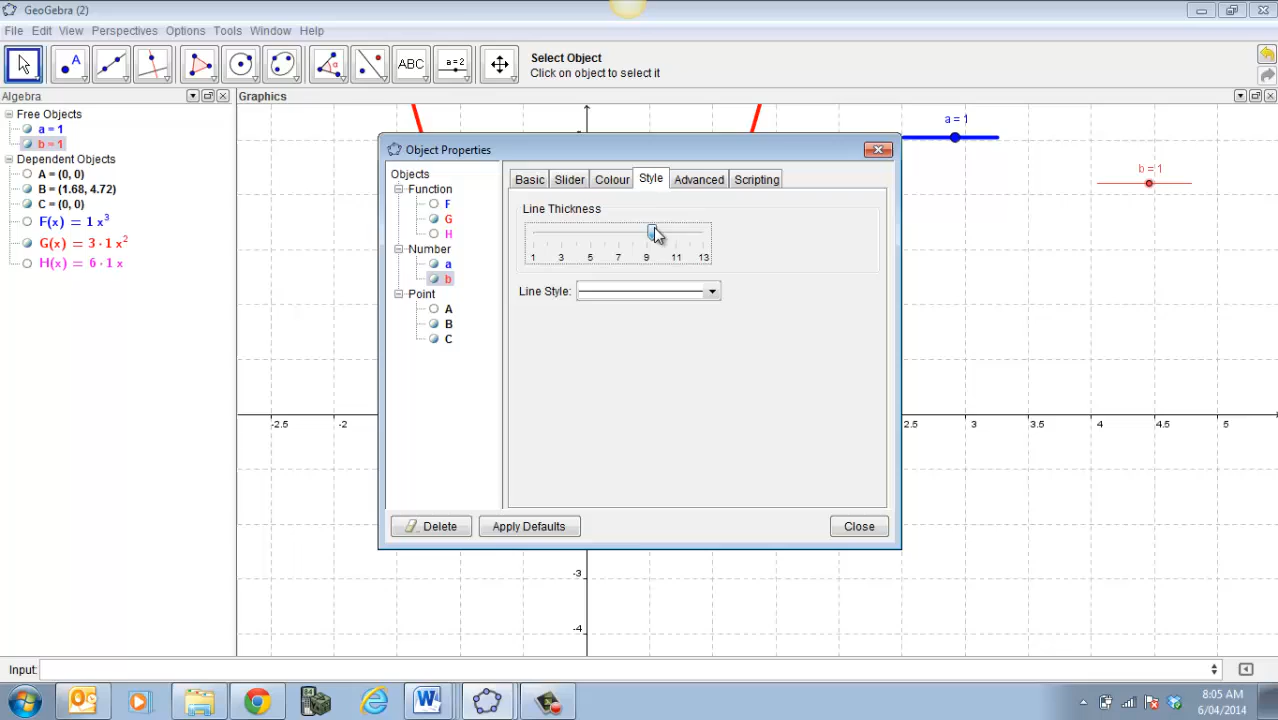 GeoGebra (2)
File Edit View Perspectives Options Tools Window Help
A
ABC
a=2
Select Object
Click on object to select it
Algebra
Graphics
Free Objects
a = 1
b = 1
Dependent Objects
A = (0, 0)
B = (1.68, 4.72)
C = (0, 0)
F(x) = 1 x³
G(x) = 3 · 1 x²
H(x) = 6 · 1 x
a = 1
b = 1
Object Properties
Objects
Function
F
G
H
Number
a
b
Point
A
B
C
Basic Slider Colour Style Advanced Scripting
Line Thickness
1 3 5 7 9 11 13
Line Style:
Delete Apply Defaults Close
-2.5 -2 2.5 3 3.5 4 4.5 5
-3
-4
Input:
8:05 AM
6/04/2014